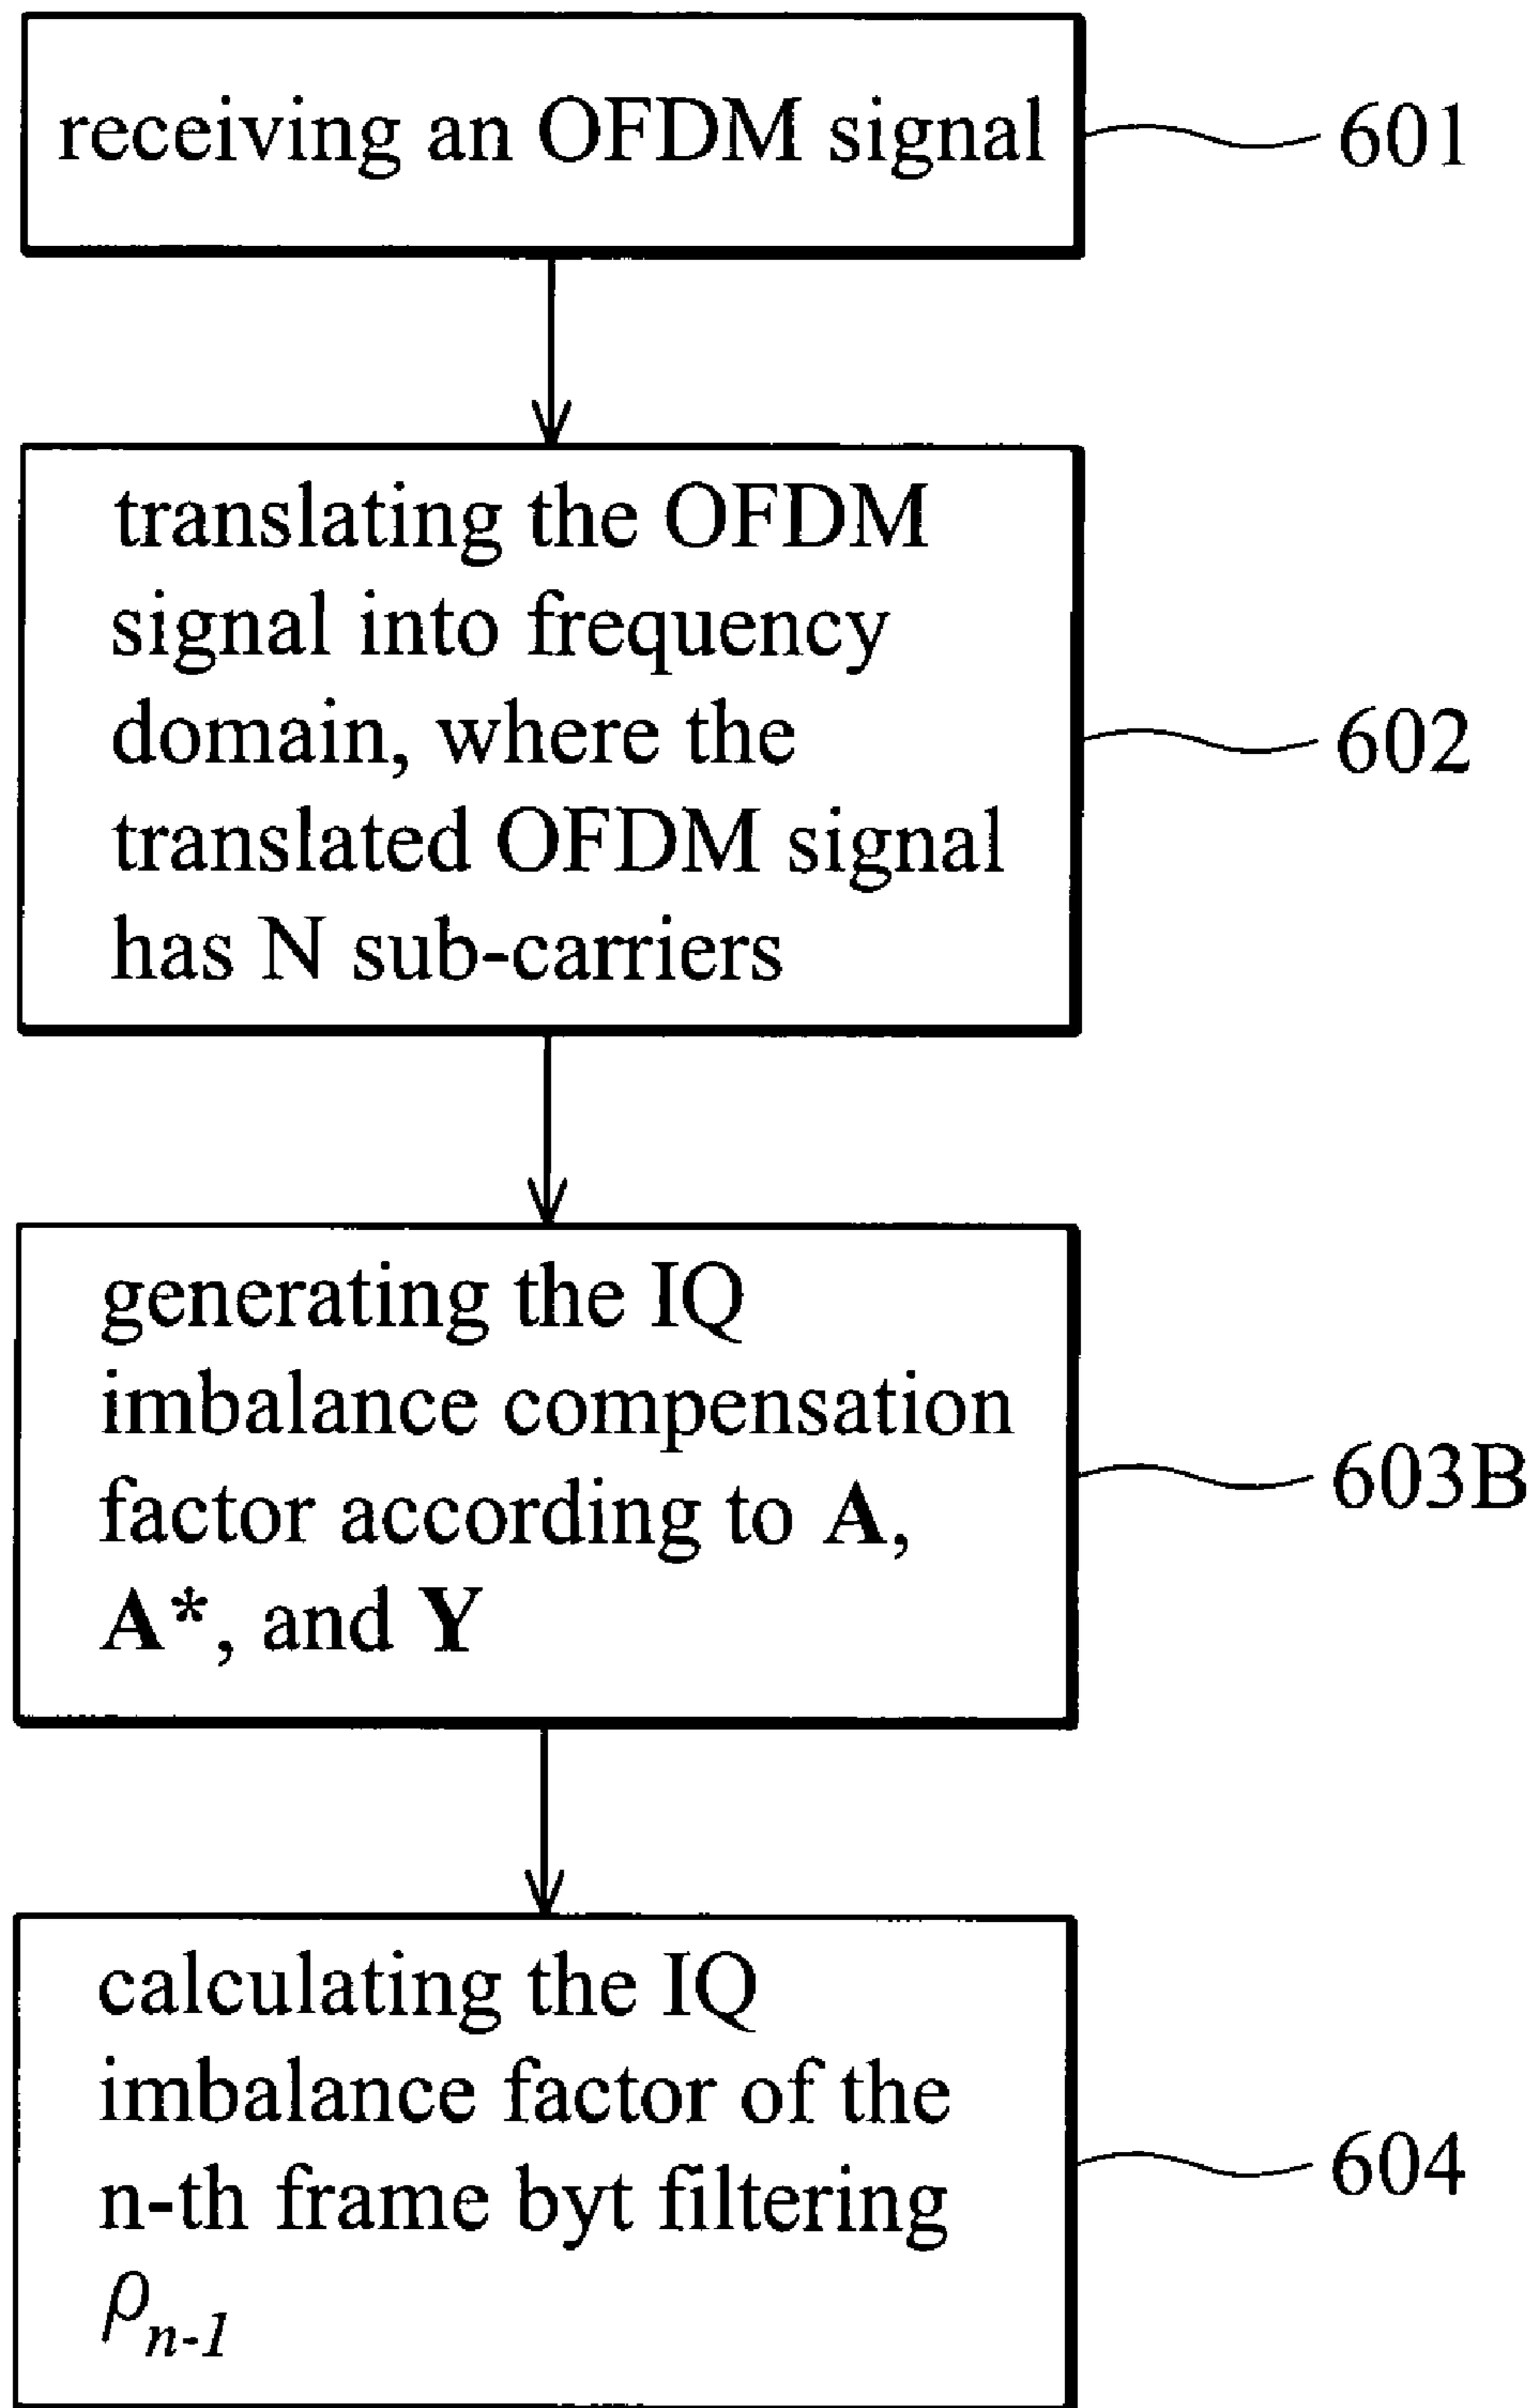 receiving an OFDM signal
601
translating the OFDM
signal into frequency
domain, where the
translated OFDM signal
has N sub-carriers
602
generating the IQ
imbalance compensation
factor according to A,
A*, and Y
603B
calculating the IQ
imbalance factor of the
n-th frame byt filtering
ρn-1
604